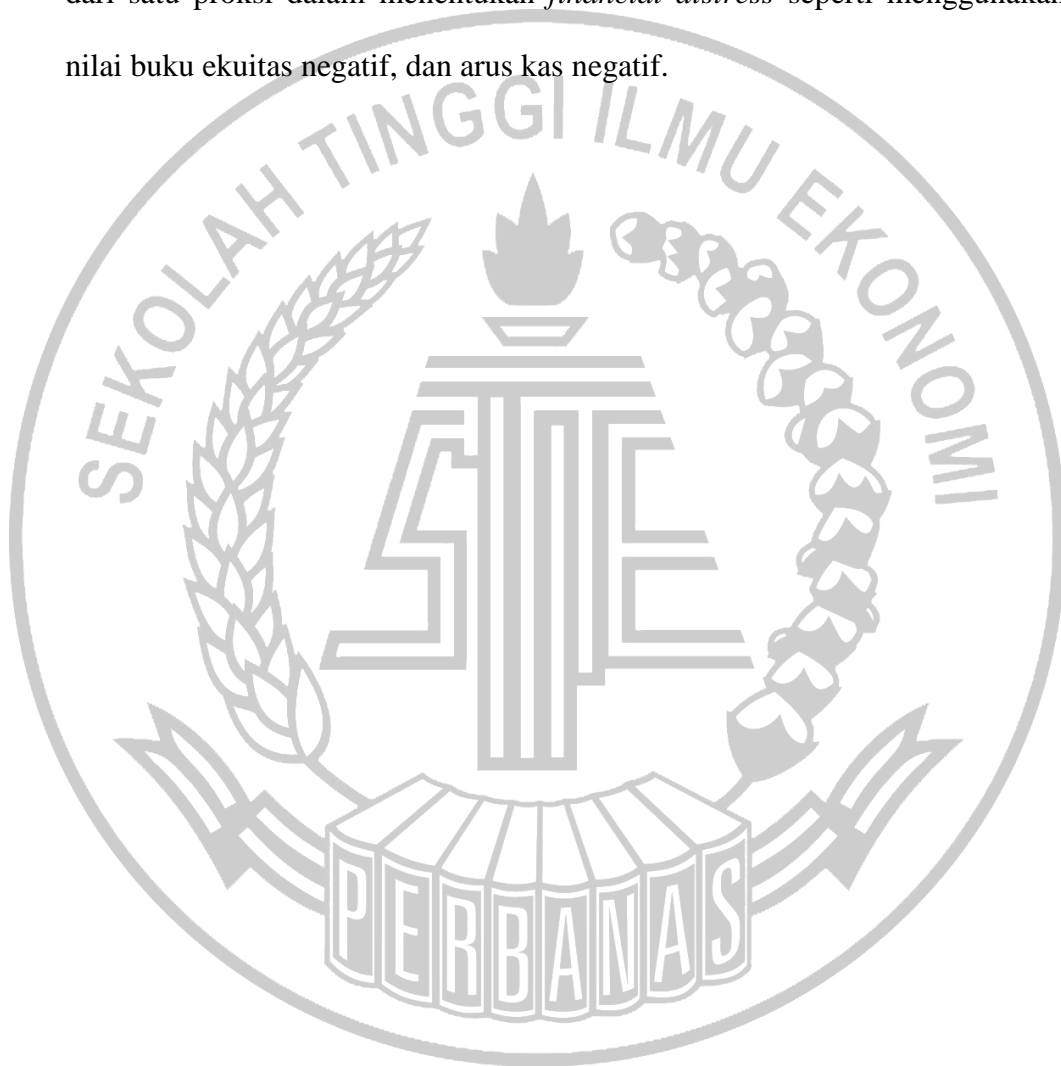 dari satu proksi dalam menentukan financial distress seperti menggunakan
nilai buku ekuitas negatif, dan arus kas negatif.
SEKOLAH TINGGI ILMU EKONOMI
STIE
PERBANAS